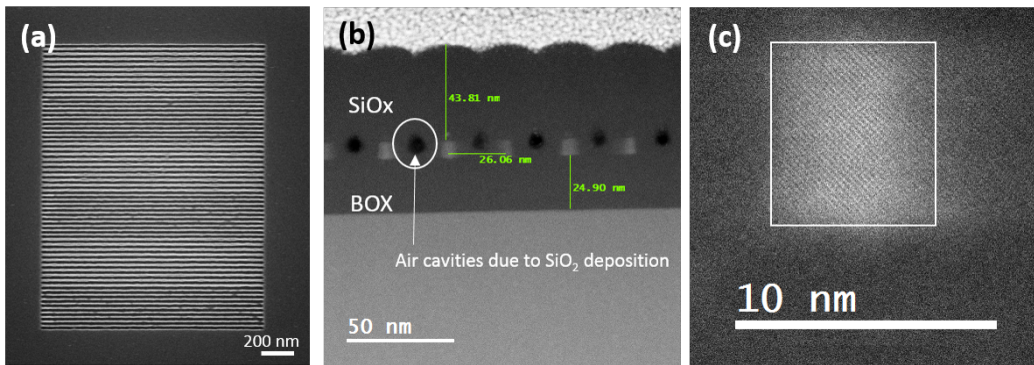 (a)
200 nm
(b)
43.81 nm
SiOx
26.06 nm
24.90 nm
BOX
Air cavities due to SiO₂ deposition
50 nm
(c)
10 nm